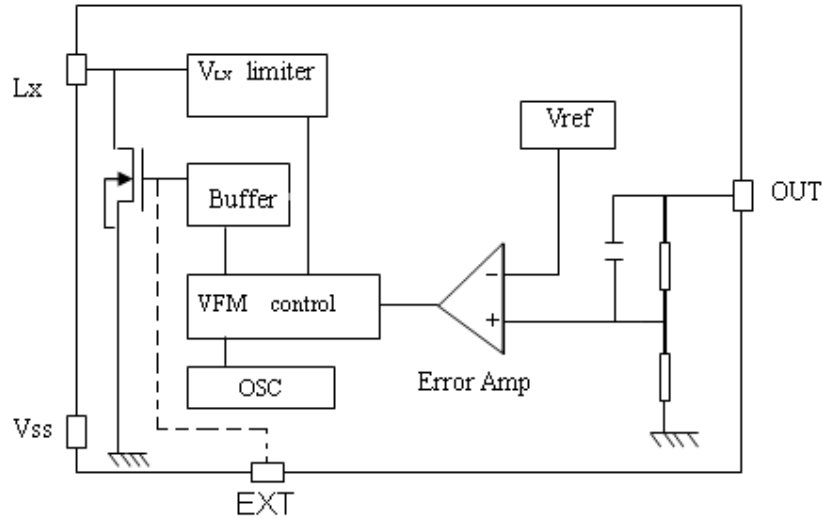 Lx
VLX limiter
Vref
Buffer
OUT
VFM control
−
+
Error Amp
OSC
Vss
EXT